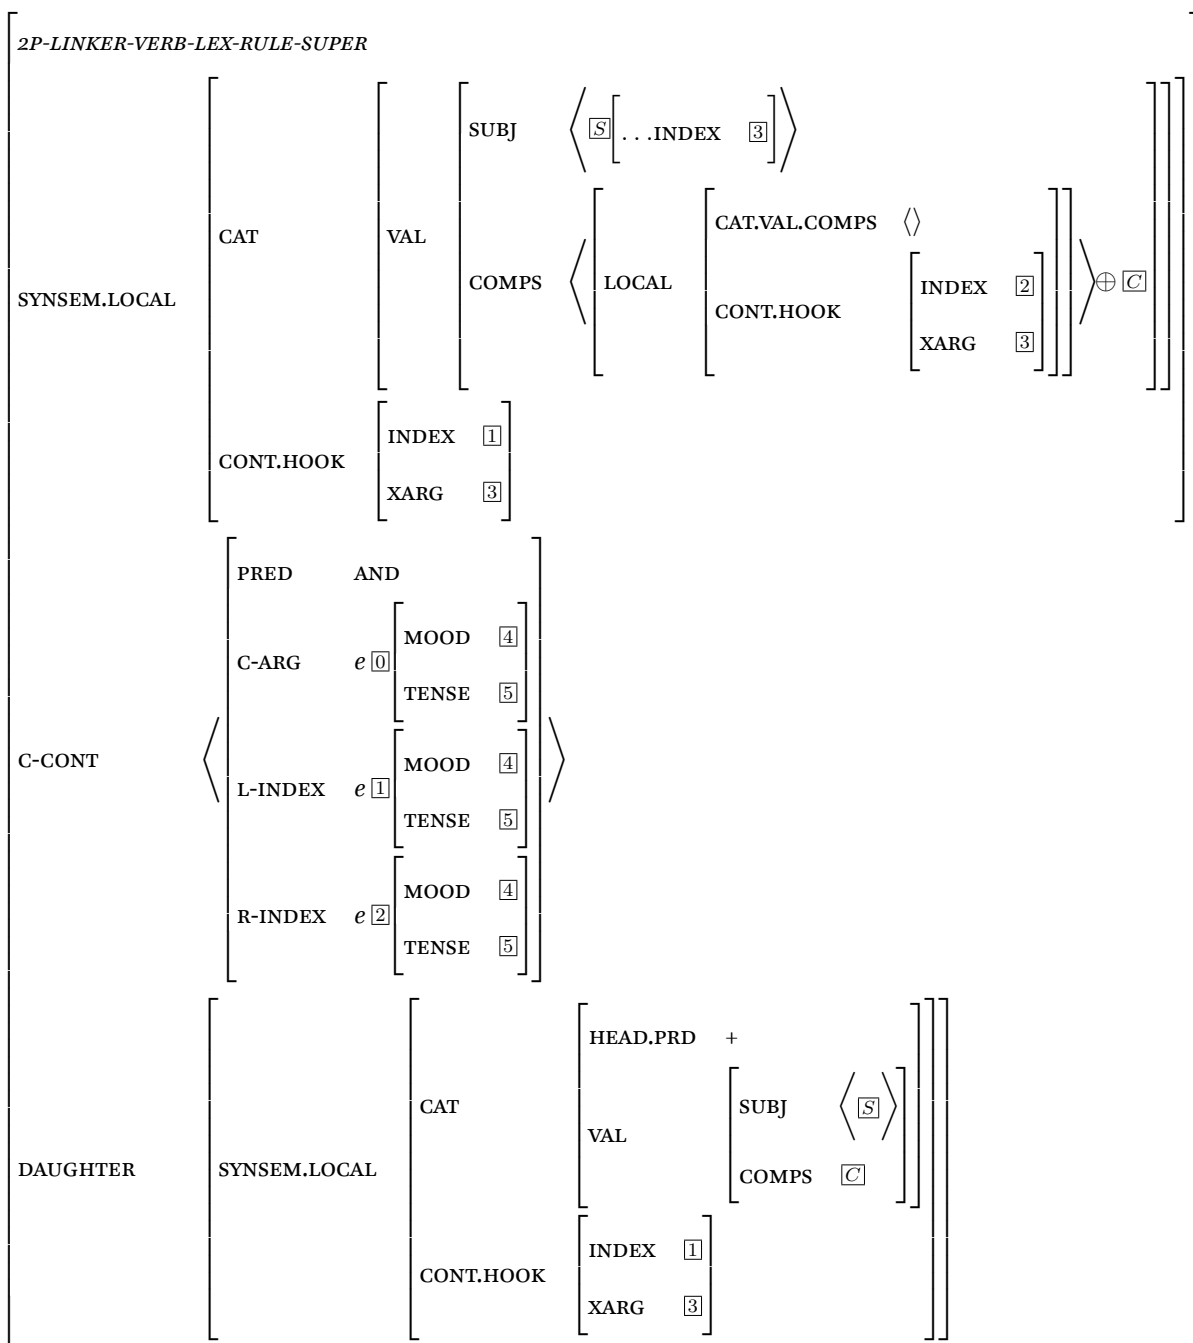 2P-LINKER-VERB-LEX-RULE-SUPER
SUBJ ⟨ S [ ...INDEX 3 ] ⟩
CAT.VAL.COMPS ⟨⟩
CAT VAL
COMPS ⟨ LOCAL INDEX 2 ⟩ ⊕ C
SYNSEM.LOCAL
CONT.HOOK
XARG 3
INDEX 1
CONT.HOOK
XARG 3
PRED AND
MOOD 4
C-ARG e 0
TENSE 5
C-CONT ⟨ ⟩
MOOD 4
L-INDEX e 1
TENSE 5
MOOD 4
R-INDEX e 2
TENSE 5
HEAD.PRD +
CAT SUBJ ⟨ S ⟩
VAL
DAUGHTER SYNSEM.LOCAL COMPS C
INDEX 1
CONT.HOOK
XARG 3